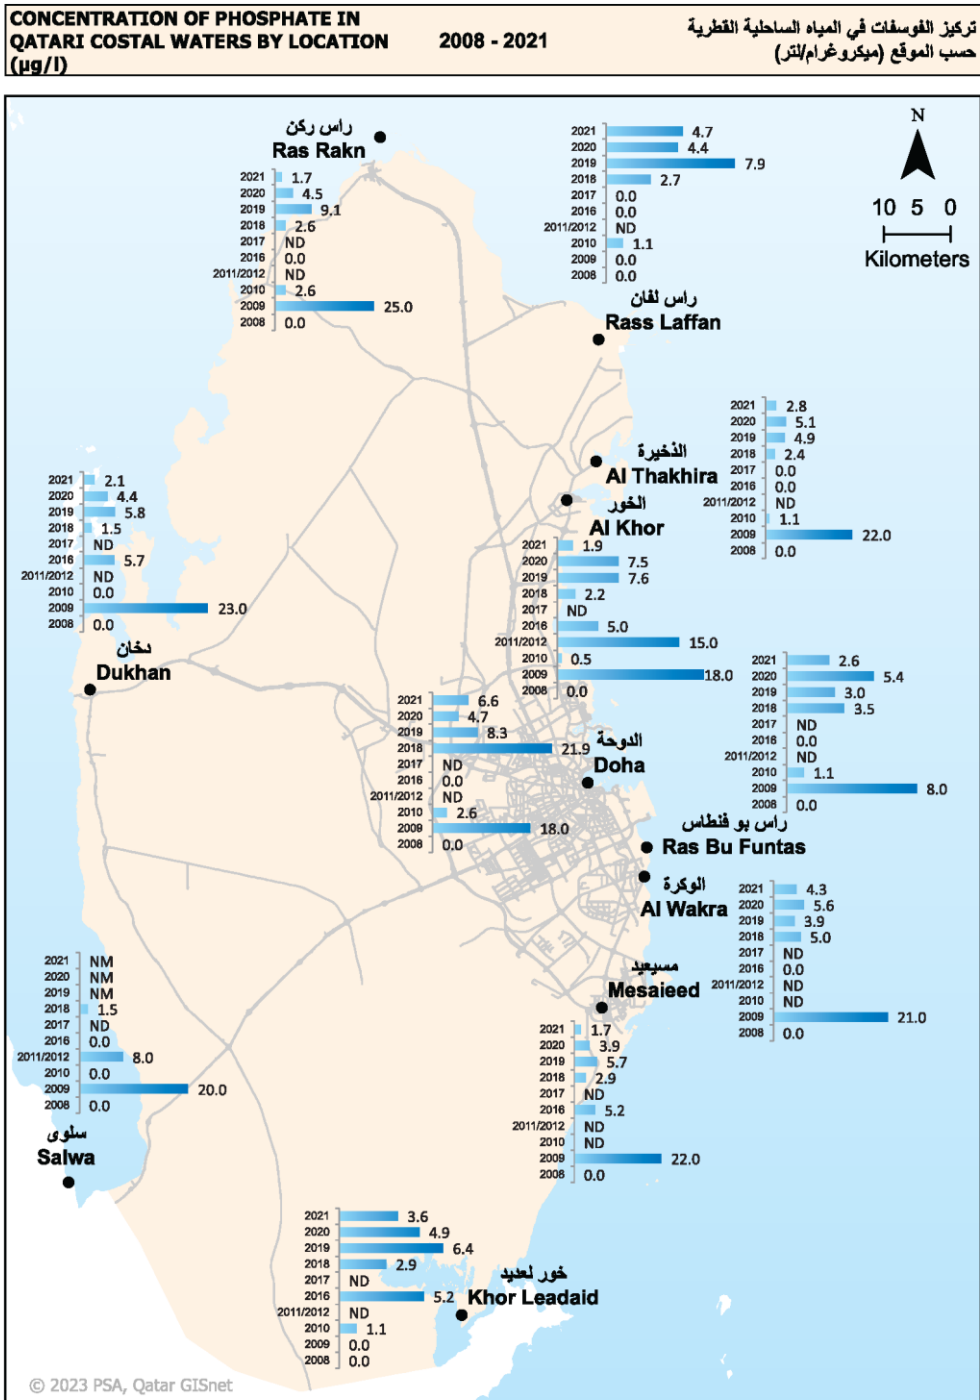 CONCENTRATION OF PHOSPHATE IN
QATARI COSTAL WATERS BY LOCATION
(µg/l)
2008 - 2021
تركيز الفوسفات في المياه الساحلية القطرية
حسب الموقع (ميكروغرام/لتر)
N
10 5 0
Kilometers
راس ركن
Ras Rakn
2021 1.7
2020 4.5
2019 9.1
2018 2.6
2017 ND
2016 0.0
2011/2012 ND
2010 2.6
2009 25.0
2008 0.0
2021 4.7
2020 4.4
2019 7.9
2018 2.7
2017 0.0
2016 0.0
2011/2012 ND
2010 1.1
2009 0.0
2008 0.0
راس لفان
Rass Laffan
2021 2.8
2020 5.1
2019 4.9
2018 2.4
2017 0.0
2016 0.0
2011/2012 ND
2010 1.1
2009 22.0
2008 0.0
الذخيرة
Al Thakhira
الخور
Al Khor
2021 1.9
2020 7.5
2019 7.6
2018 2.2
2017 ND
2016 5.0
2011/2012 15.0
2010 0.5
2009 18.0
2008 0.0
2021 2.1
2020 4.4
2019 5.8
2018 1.5
2017 ND
2016 5.7
2011/2012 ND
2010 0.0
2009 23.0
2008 0.0
دخان
Dukhan
2021 6.6
2020 4.7
2019 8.3
2018 21.9
2017 ND
2016 0.0
2011/2012 ND
2010 2.6
2009 18.0
2008 0.0
الدوحة
Doha
2021 2.6
2020 5.4
2019 3.0
2018 3.5
2017 ND
2016 0.0
2011/2012 ND
2010 1.1
2009 8.0
2008 0.0
راس بو فنطاس
Ras Bu Funtas
الوكرة
Al Wakra
2021 4.3
2020 5.6
2019 3.9
2018 5.0
2017 ND
2016 0.0
2011/2012 ND
2010 ND
2009 21.0
2008 0.0
مسيعيد
Mesaieed
2021 1.7
2020 3.9
2019 5.7
2018 2.9
2017 ND
2016 5.2
2011/2012 ND
2010 ND
2009 22.0
2008 0.0
2021 NM
2020 NM
2019 NM
2018 1.5
2017 ND
2016 0.0
2011/2012 8.0
2010 0.0
2009 20.0
2008 0.0
سلوى
Salwa
2021 3.6
2020 4.9
2019 6.4
2018 2.9
2017 ND
2016 5.2
2011/2012 ND
2010 1.1
2009 0.0
2008 0.0
خور لعديد
Khor Leadaid
© 2023 PSA, Qatar GISnet